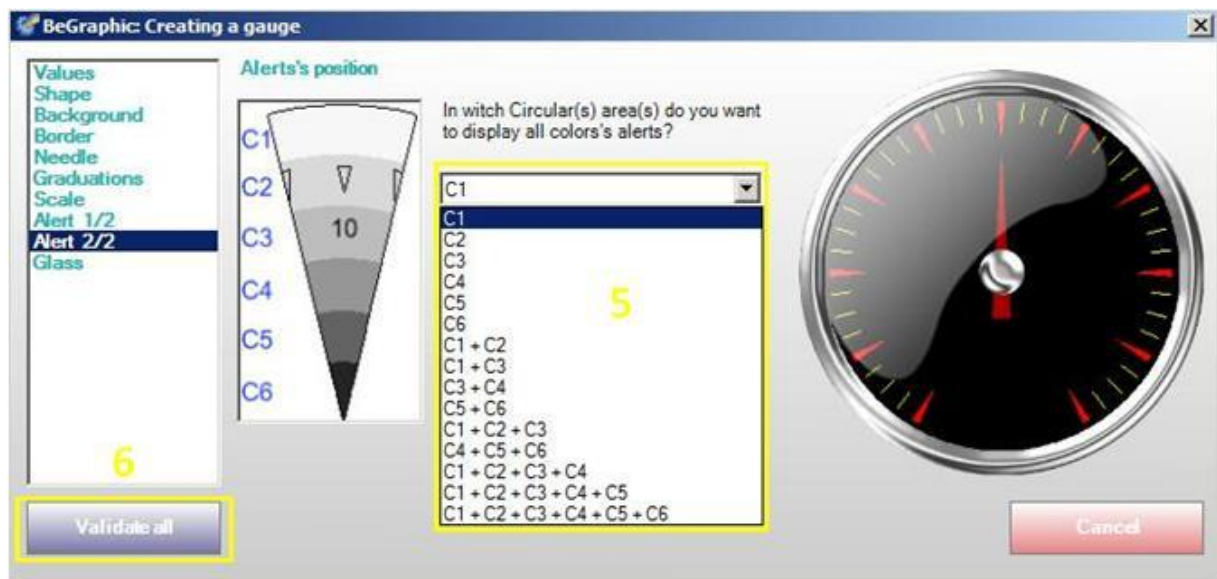 BeGraphic: Creating a gauge
Values
Shape
Background
Border
Needle
Graduations
Scale
Alert 1/2
Alert 2/2
Glass
6
Validate all
Alerts's position
C1
C2
C3
10
C4
C5
C6
In witch Circular(s) area(s) do you want
to display all colors's alerts?
C1
C1
C2
C3
C4
C5
5
C6
C1 + C2
C1 + C3
C3 + C4
C5 + C6
C1 + C2 + C3
C4 + C5 + C6
C1 + C2 + C3 + C4
C1 + C2 + C3 + C4 + C5
C1 + C2 + C3 + C4 + C5 + C6
Cancel